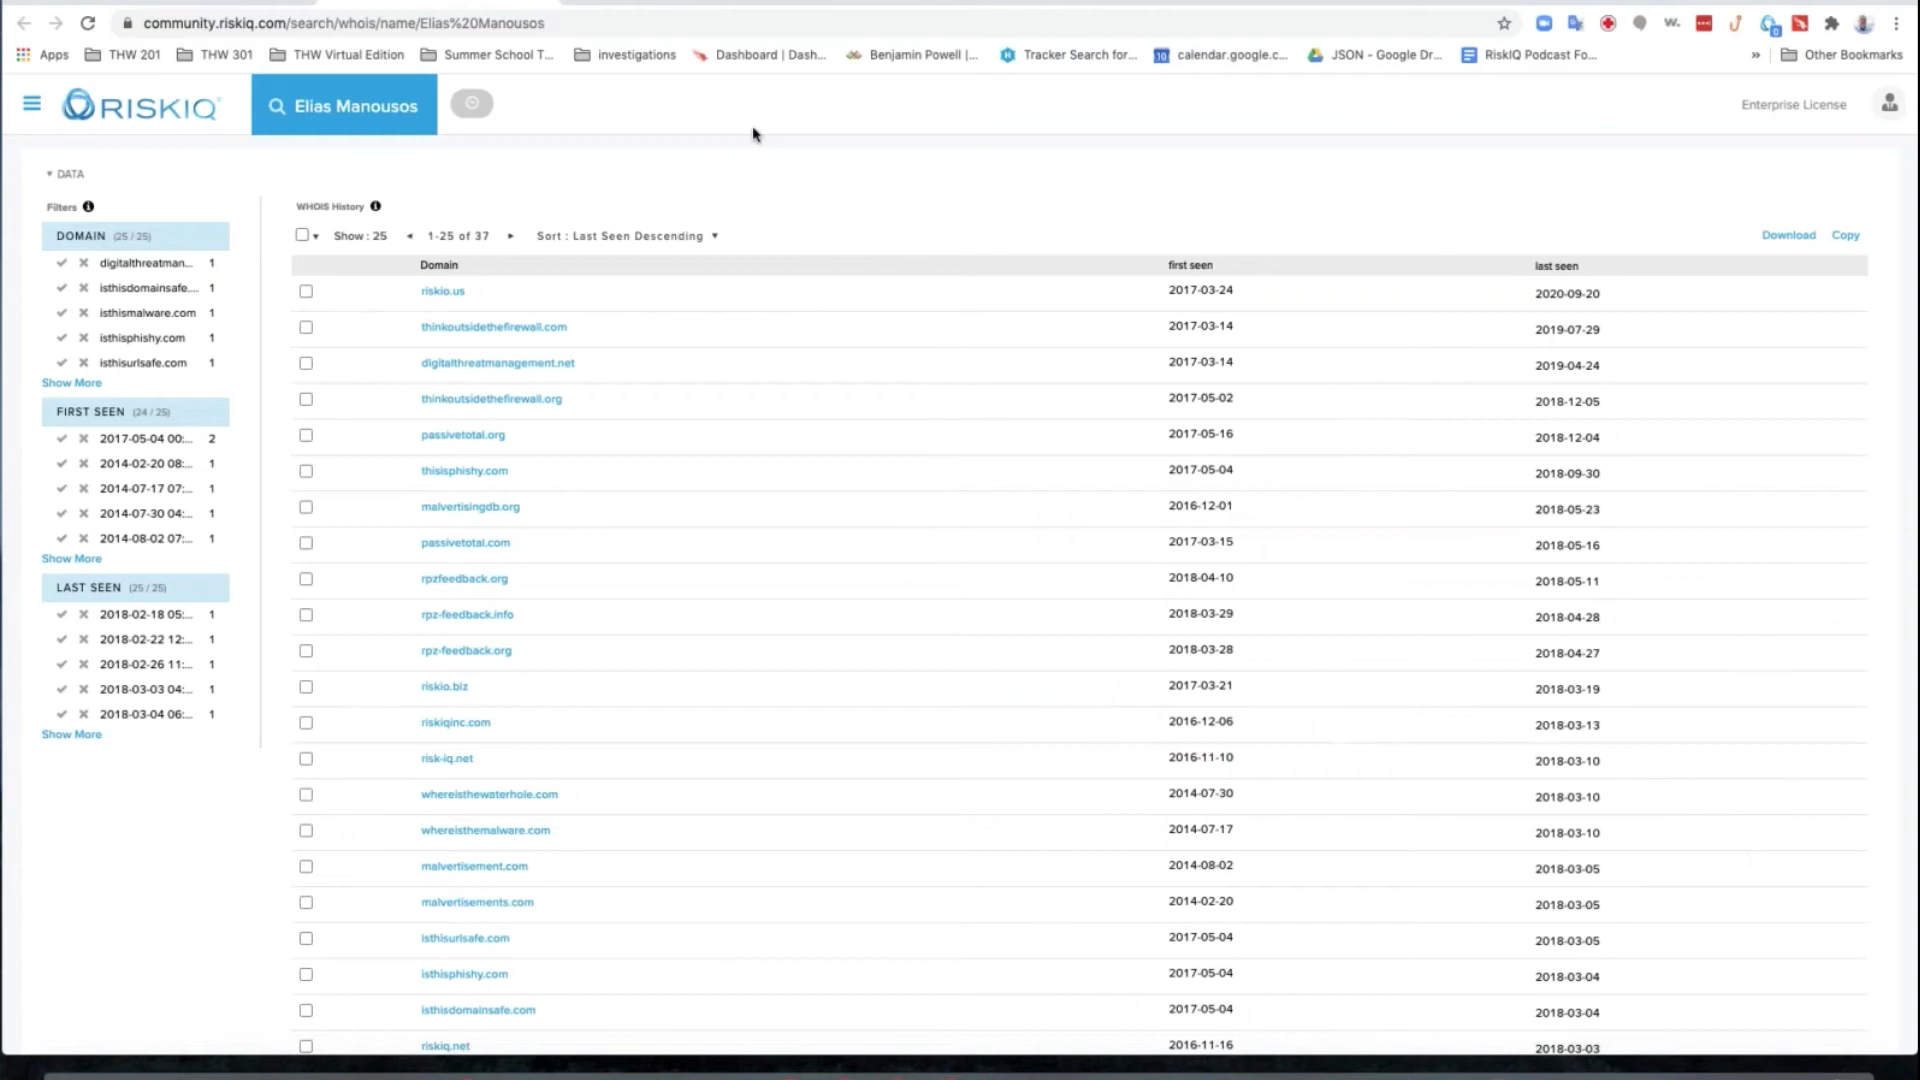 community.riskiq.com/search/whois/name/Elias%20Manousos
Apps THW 201 THW 301 THW Virtual Edition Summer School T... investigations Dashboard | Dash... Benjamin Powell |... Tracker Search for... calendar.google.c... JSON - Google Dr... RiskIQ Podcast Fo... » Other Bookmarks
RISKIQ Elias Manousos Enterprise License
DATA
Filters
DOMAIN (25 / 25)
digitalthreatman... 1
isthisdomainsafe.... 1
isthismalware.com 1
isthisphishy.com 1
isthisurlsafe.com 1
Show More
FIRST SEEN (24 / 25)
2017-05-04 00:... 2
2014-02-20 08:... 1
2014-07-17 07:... 1
2014-07-30 04:... 1
2014-08-02 07:... 1
Show More
LAST SEEN (25 / 25)
2018-02-18 05:... 1
2018-02-22 12:... 1
2018-02-26 11:... 1
2018-03-03 04:... 1
2018-03-04 06:... 1
Show More
WHOIS History
Show : 25 1-25 of 37 Sort : Last Seen Descending Download Copy
Domain first seen last seen
riskio.us 2017-03-24 2020-09-20
thinkoutsidethefirewall.com 2017-03-14 2019-07-29
digitalthreatmanagement.net 2017-03-14 2019-04-24
thinkoutsidethefirewall.org 2017-05-02 2018-12-05
passivetotal.org 2017-05-16 2018-12-04
thisisphishy.com 2017-05-04 2018-09-30
malvertisingdb.org 2016-12-01 2018-05-23
passivetotal.com 2017-03-15 2018-05-16
rpzfeedback.org 2018-04-10 2018-05-11
rpz-feedback.info 2018-03-29 2018-04-28
rpz-feedback.org 2018-03-28 2018-04-27
riskio.biz 2017-03-21 2018-03-19
riskiqinc.com 2016-12-06 2018-03-13
risk-iq.net 2016-11-10 2018-03-10
whereisthewaterhole.com 2014-07-30 2018-03-10
whereisthemalware.com 2014-07-17 2018-03-10
malvertisement.com 2014-08-02 2018-03-05
malvertisements.com 2014-02-20 2018-03-05
isthisurlsafe.com 2017-05-04 2018-03-05
isthisphishy.com 2017-05-04 2018-03-04
isthisdomainsafe.com 2017-05-04 2018-03-04
riskiq.net 2016-11-16 2018-03-03